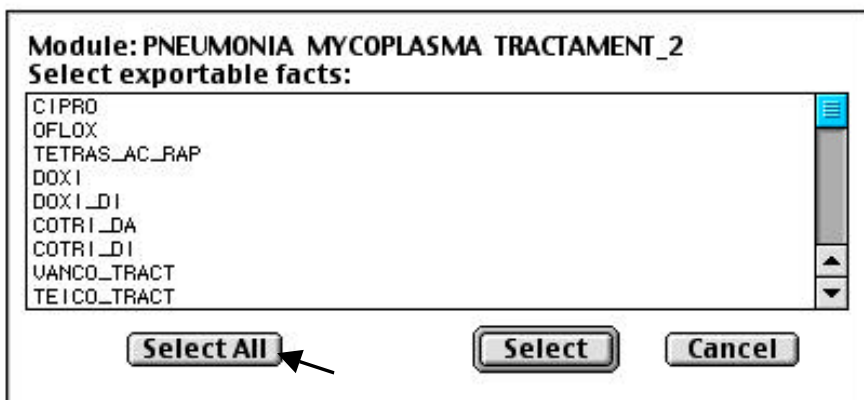 Module: PNEUMONIA MYCOPLASMA TRACTAMENT_2
Select exportable facts:
CIPRO
OFLOX
TETRAS_AC_RAP
DOXI
DOXI_DI
COTRI_DA
COTRI_DI
VANCO_TRACT
TEICO_TRACT
Select All Select Cancel